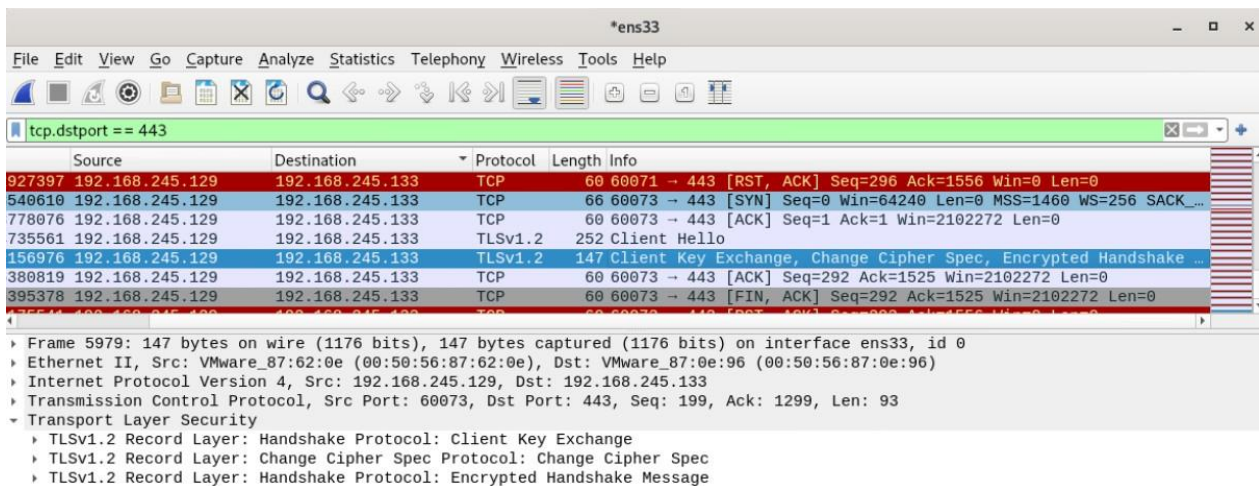 *ens33
File Edit View Go Capture Analyze Statistics Telephony Wireless Tools Help
tcp.dstport == 443
Source Destination Protocol Length Info
927397 192.168.245.129 192.168.245.133 TCP 60 60071 → 443 [RST, ACK] Seq=296 Ack=1556 Win=0 Len=0
540610 192.168.245.129 192.168.245.133 TCP 66 60073 → 443 [SYN] Seq=0 Win=64240 Len=0 MSS=1460 WS=256 SACK_…
778076 192.168.245.129 192.168.245.133 TCP 60 60073 → 443 [ACK] Seq=1 Ack=1 Win=2102272 Len=0
735561 192.168.245.129 192.168.245.133 TLSv1.2 252 Client Hello
156976 192.168.245.129 192.168.245.133 TLSv1.2 147 Client Key Exchange, Change Cipher Spec, Encrypted Handshake …
380819 192.168.245.129 192.168.245.133 TCP 60 60073 → 443 [ACK] Seq=292 Ack=1525 Win=2102272 Len=0
395378 192.168.245.129 192.168.245.133 TCP 60 60073 → 443 [FIN, ACK] Seq=292 Ack=1525 Win=2102272 Len=0
Frame 5979: 147 bytes on wire (1176 bits), 147 bytes captured (1176 bits) on interface ens33, id 0
Ethernet II, Src: VMware_87:62:0e (00:50:56:87:62:0e), Dst: VMware_87:0e:96 (00:50:56:87:0e:96)
Internet Protocol Version 4, Src: 192.168.245.129, Dst: 192.168.245.133
Transmission Control Protocol, Src Port: 60073, Dst Port: 443, Seq: 199, Ack: 1299, Len: 93
Transport Layer Security
TLSv1.2 Record Layer: Handshake Protocol: Client Key Exchange
TLSv1.2 Record Layer: Change Cipher Spec Protocol: Change Cipher Spec
TLSv1.2 Record Layer: Handshake Protocol: Encrypted Handshake Message